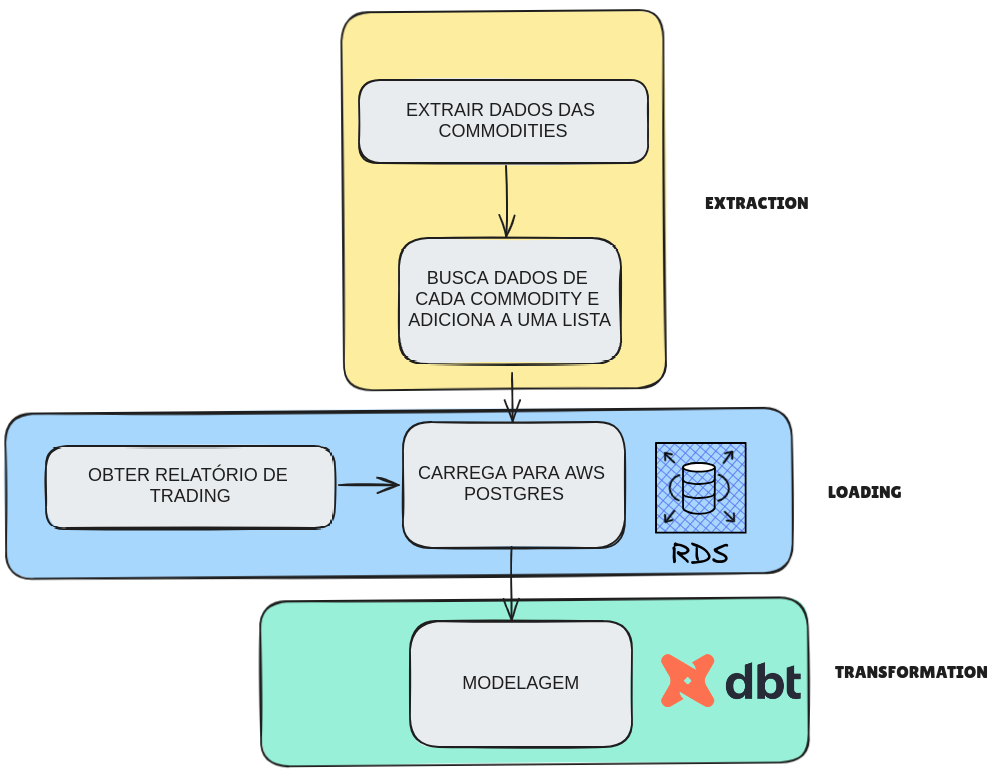 EXTRAIR DADOS DAS
COMMODITIES
EXTRACTION
BUSCA DADOS DE
CADA COMMODITY E
ADICIONA A UMA LISTA
OBTER RELATÓRIO DE
TRADING
CARREGA PARA AWS
POSTGRES
RDS
LOADING
MODELAGEM
dbt
TRANSFORMATION